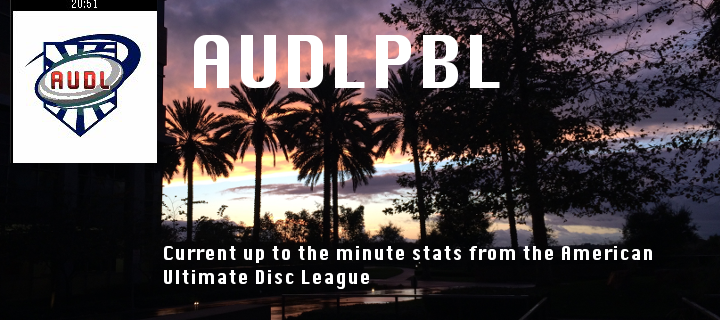 20:51
AUDL
AUDLPBL
Current up to the minute stats from the American
Ultimate Disc League